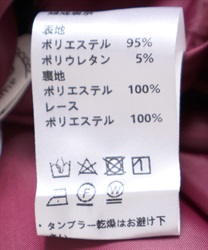 表地
ポリエステル 95%
ポリウレタン 5%
裏地
ポリエステル 100%
レース
ポリエステル 100%
F W
・タンブラー乾燥はお避け下
さい